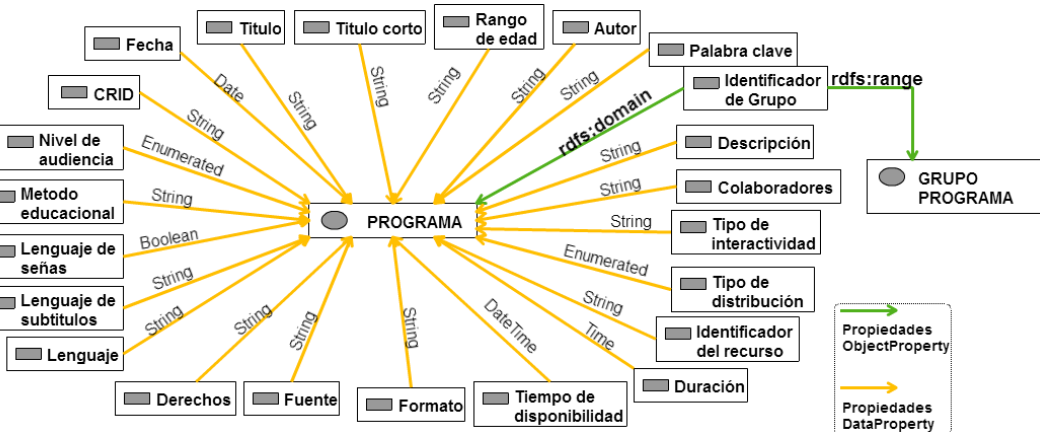 Titulo
Titulo corto
Rango
de edad
Autor
Fecha
Palabra clave
CRID
Identificador
de Grupo
rdfs:range
Date
String
String
String
String
String
rdfs:domain
String
Nivel de
audiencia
Enumerated
String
Descripción
Metodo
educacional
String
String
Colaboradores
GRUPO
PROGRAMA
PROGRAMA
Lenguaje de
señas
Boolean
String
Tipo de
interactividad
Lenguaje de
subtitulos
String
Enumerated
Tipo de
distribución
Lenguaje
String
String
String
String
DateTime
Time
String
Identificador
del recurso
Derechos
Fuente
Formato
Tiempo de
disponibilidad
Duración
Propiedades
ObjectProperty
Propiedades
DataProperty